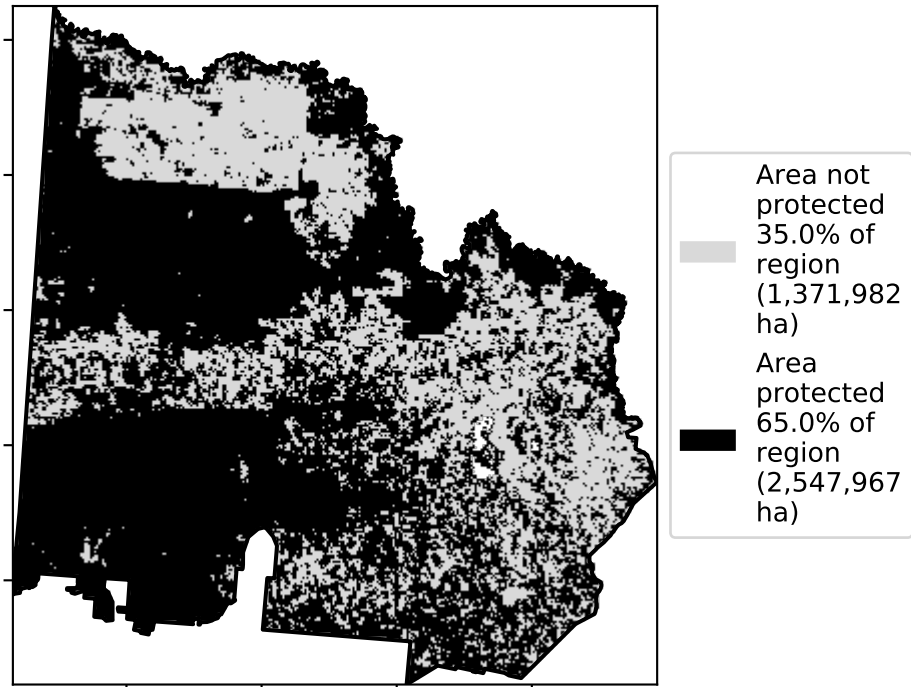 Area not
protected
35.0% of
region
(1,371,982
ha)
Area
protected
65.0% of
region
(2,547,967
ha)